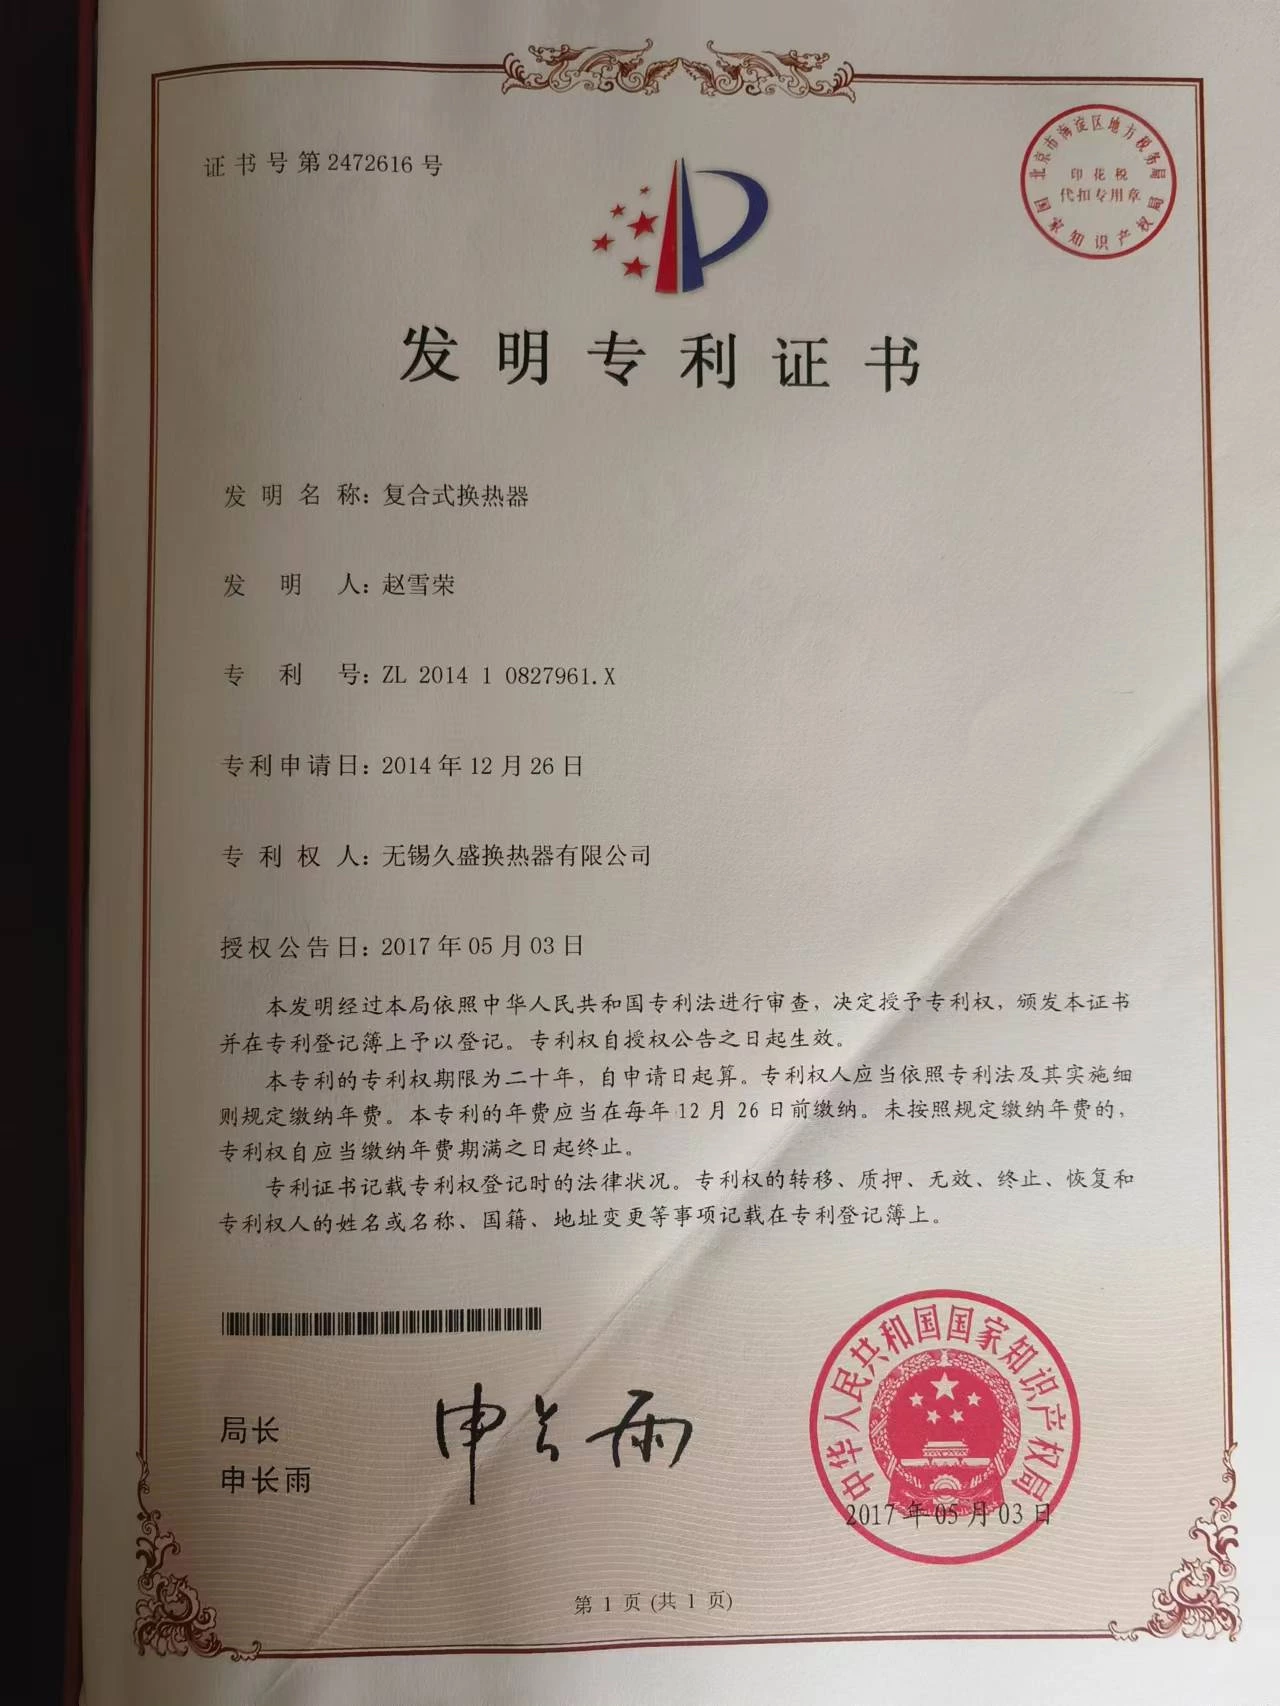 证书号第2472616号
北京市海淀区地方税务局
印花税
代扣专用章
国家知识产权局
发明专利证书
发明名称：复合式换热器
发明人：赵雪荣
专利号：ZL 2014 1 0827961.X
专利申请日：2014年12月26日
专利权人：无锡久盛换热器有限公司
授权公告日：2017年05月03日
本发明经过本局依照中华人民共和国专利法进行审查，决定授予专利权，颁发本证书
并在专利登记簿上予以登记。专利权自授权公告之日起生效。
本专利的专利权期限为二十年，自申请日起算。专利权人应当依照专利法及其实施细
则规定缴纳年费。本专利的年费应当在每年12月26日前缴纳。未按照规定缴纳年费的，
专利权自应当缴纳年费期满之日起终止。
专利证书记载专利权登记时的法律状况。专利权的转移、质押、无效、终止、恢复和
专利权人的姓名或名称、国籍、地址变更等事项记载在专利登记簿上。
局长
申长雨
申长雨
中华人民共和国国家知识产权局
2017年05月03日
第1页(共1页)